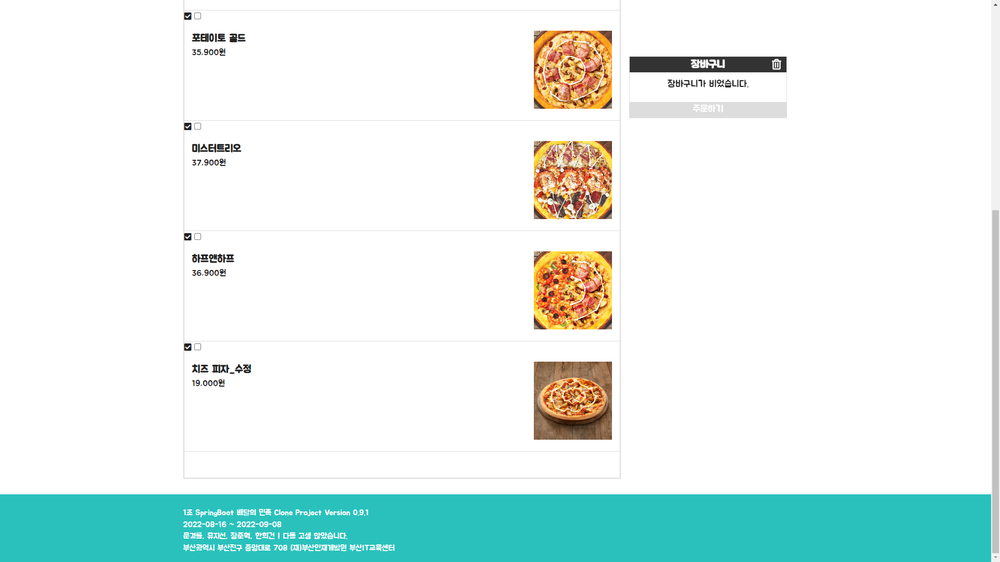 포테이토 골드
35,900원
장바구니
장바구니가 비었습니다.
주문하기
미스터트리오
37,900원
하프앤하프
36,900원
치즈 피자_수정
19,000원
1조 SpringBoot 배달의 민족 Clone Project Version 0.9.1
2022-08-16 ~ 2022-09-08
문경률, 유지선, 장준혁, 한희건 | 다들 고생 많았습니다.
부산광역시 부산진구 중앙대로 708 (재)부산인재개발원 부산IT교육센터